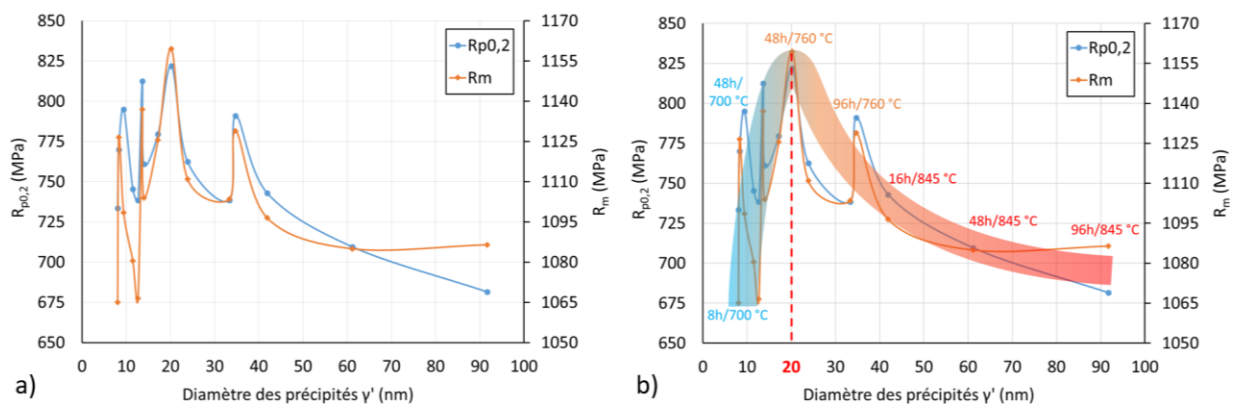 850
825
800
775
750
725
700
675
650
R_p0,2 (MPa)
1170
1155
1140
1125
1110
1095
1080
1065
1050
R_m (MPa)
Rp0,2
Rm
0 10 20 30 40 50 60 70 80 90 100
Diamètre des précipités γ' (nm)
a)
850
825
800
775
750
725
700
675
650
R_p0,2 (MPa)
1170
1155
1140
1125
1110
1095
1080
1065
1050
R_m (MPa)
Rp0,2
Rm
48h/760 °C
48h/
700 °C
96h/760 °C
16h/845 °C
48h/845 °C
96h/845 °C
8h/700 °C
0 10 20 30 40 50 60 70 80 90 100
Diamètre des précipités γ' (nm)
b)